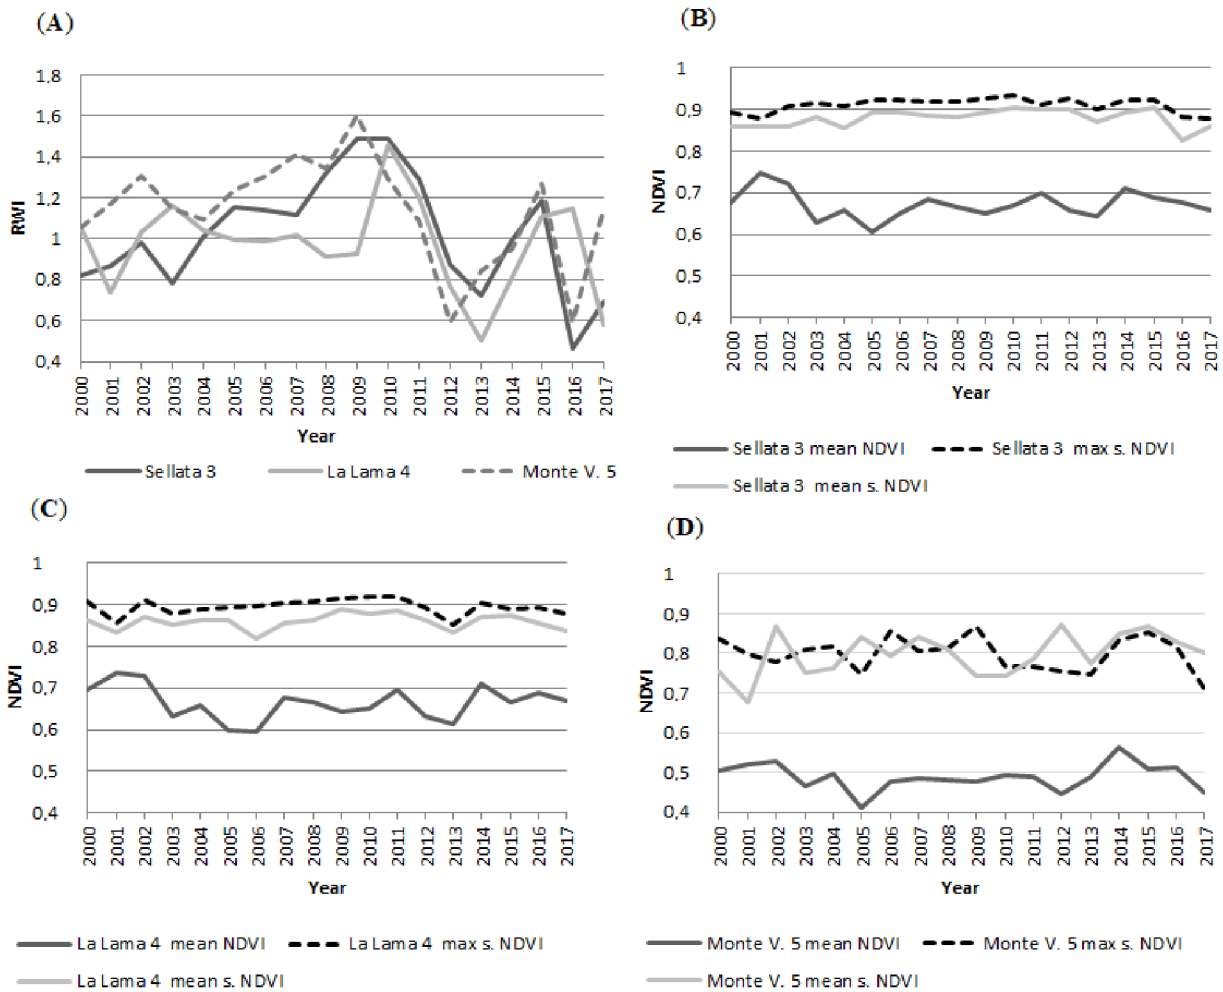 (A)
1,8
1,6
1,4
1.2
1
0.8
0.6
0.4
RWI
2000 2001 2002 2003 2004 2005 2006 2007 2008 2009 2010 2011 2012 2013 2014 2015 2016 2017
Year
Sellata 3 La Lama 4 Monte V. 5
(B)
1
0,9
0,8
0,7
0,6
0,5
0,4
NDVI
2000 2001 2002 2003 2004 2005 2006 2007 2008 2009 2010 2011 2012 2013 2014 2015 2016 2017
Year
Sellata 3 mean NDVI Sellata 3 max s. NDVI
Sellata 3 mean s. NDVI
(C)
1
0,9
0,8
0,7
0,6
0,5
0,4
NDVI
2000 2001 2002 2003 2004 2005 2006 2007 2008 2009 2010 2011 2012 2013 2014 2015 2016 2017
Year
La Lama 4 mean NDVI La Lama 4 max s. NDVI
La Lama 4 mean s. NDVI
(D)
1
0,9
0,8
0,7
0,6
0,5
0,4
NDVI
2000 2001 2002 2003 2004 2005 2006 2007 2008 2009 2010 2011 2012 2013 2014 2015 2016 2017
Year
Monte V. 5 mean NDVI Monte V. 5 max s. NDVI
Monte V. 5 mean s. NDVI